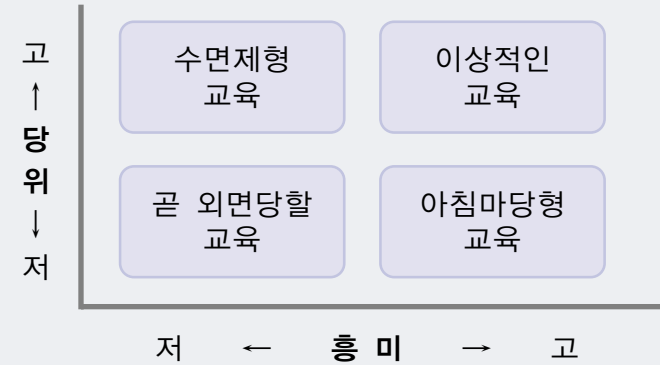 고
↑
당
위
↓
저
수면제형
교육
이상적인
교육
곧 외면당할
교육
아침마당형
교육
저 ← 흥 미 → 고